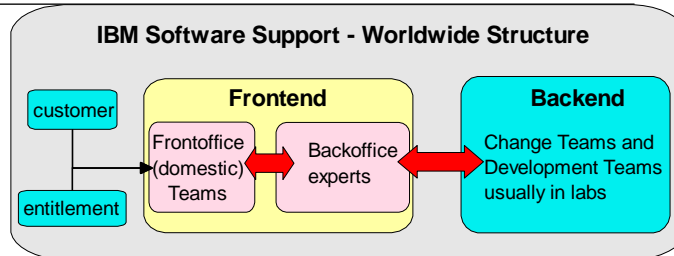 IBM Software Support - Worldwide Structure
customer
entitlement
Frontend
Frontoffice
(domestic)
Teams
Backoffice
experts
Backend
Change Teams and
Development Teams
usually in labs